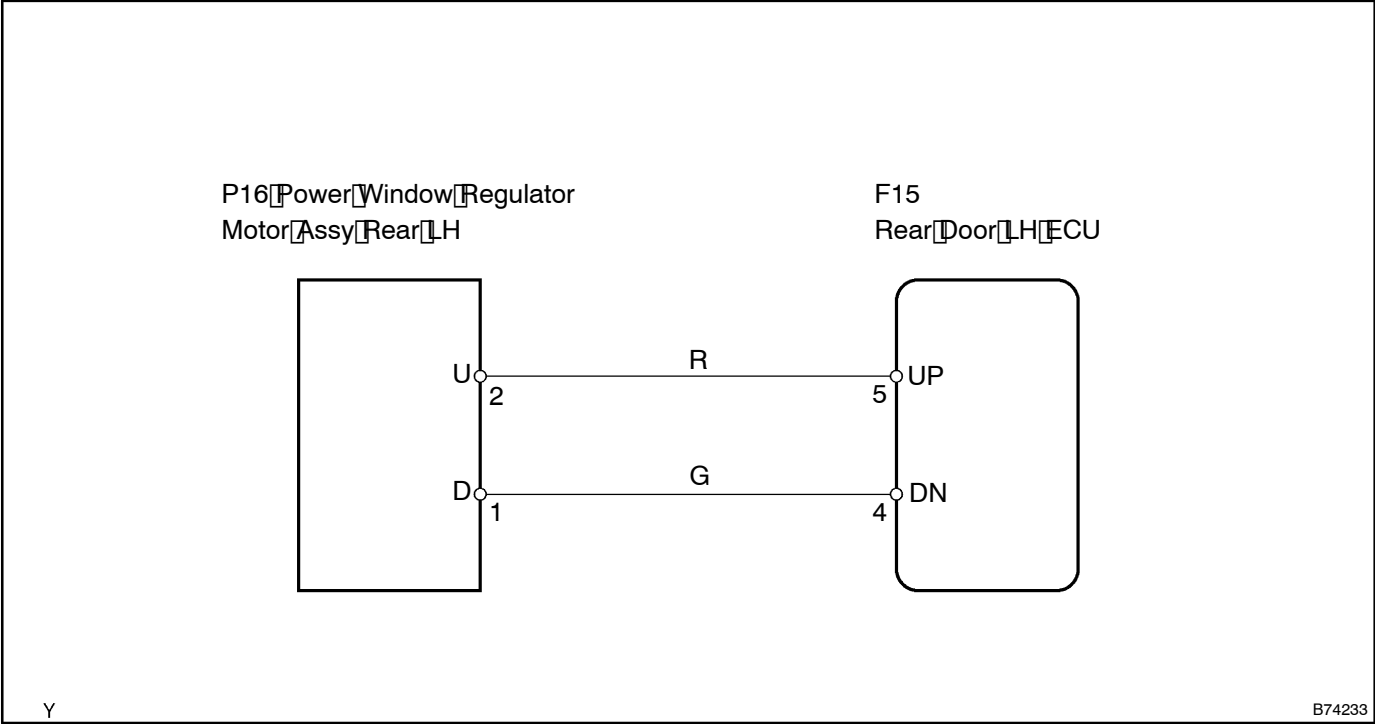 P16 Power Window Regulator
Motor Assy Rear LH
F15
Rear Door LH ECU
R
U
UP
2
5
G
D
DN
1
4
Y
B74233